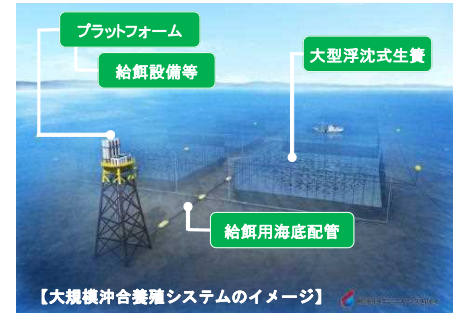 プラットフォーム
給餌設備等
大型浮沈式生簀
給餌用海底配管
【大規模沖合養殖システムのイメージ】